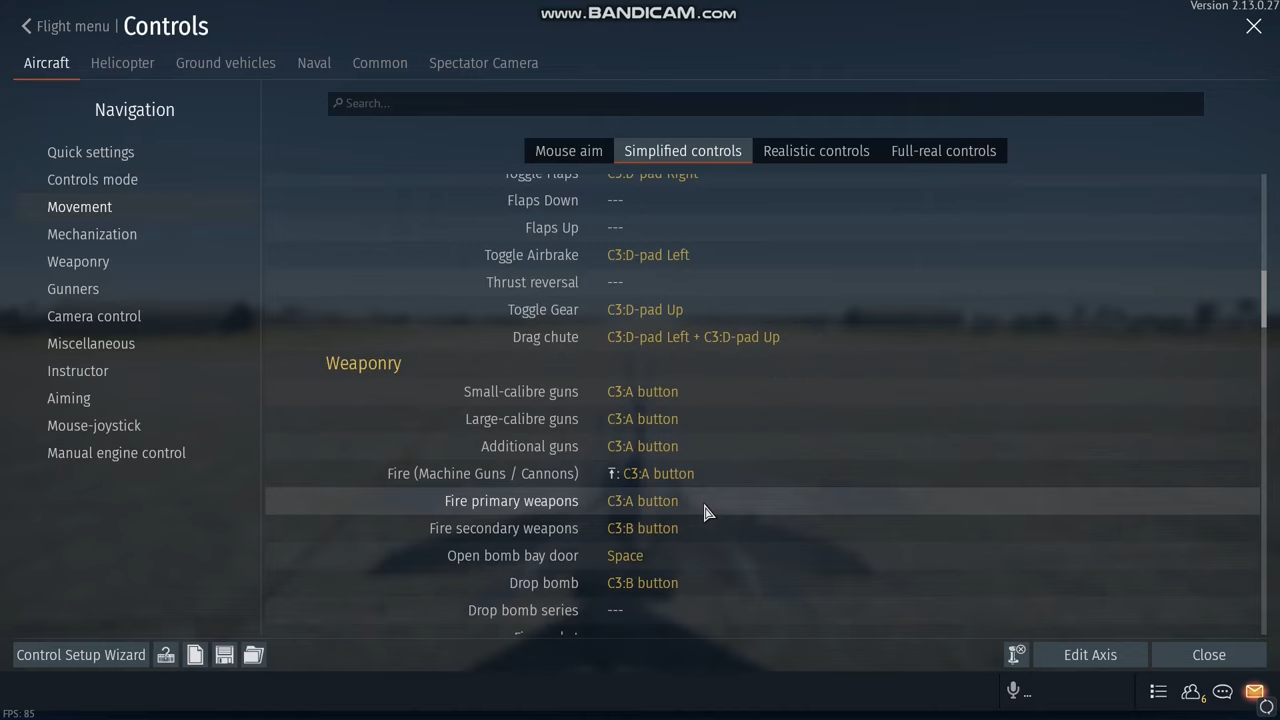 www.BANDICAM.com
Version 2.13.0.27
Flight menu | Controls
Aircraft Helicopter Ground vehicles Naval Common Spectator Camera
Navigation
Search...
Mouse aim Simplified controls Realistic controls Full-real controls
Quick settings
Controls mode
Movement
Mechanization
Weaponry
Gunners
Camera control
Miscellaneous
Instructor
Aiming
Mouse-joystick
Manual engine control
Toggle Flaps C3:D-pad Right
Flaps Down ---
Flaps Up ---
Toggle Airbrake C3:D-pad Left
Thrust reversal ---
Toggle Gear C3:D-pad Up
Drag chute C3:D-pad Left + C3:D-pad Up
Weaponry
Small-calibre guns C3:A button
Large-calibre guns C3:A button
Additional guns C3:A button
Fire (Machine Guns / Cannons) : C3:A button
Fire primary weapons C3:A button
Fire secondary weapons C3:B button
Open bomb bay door Space
Drop bomb C3:B button
Drop bomb series ---
Control Setup Wizard Edit Axis Close
... 6
FPS: 85